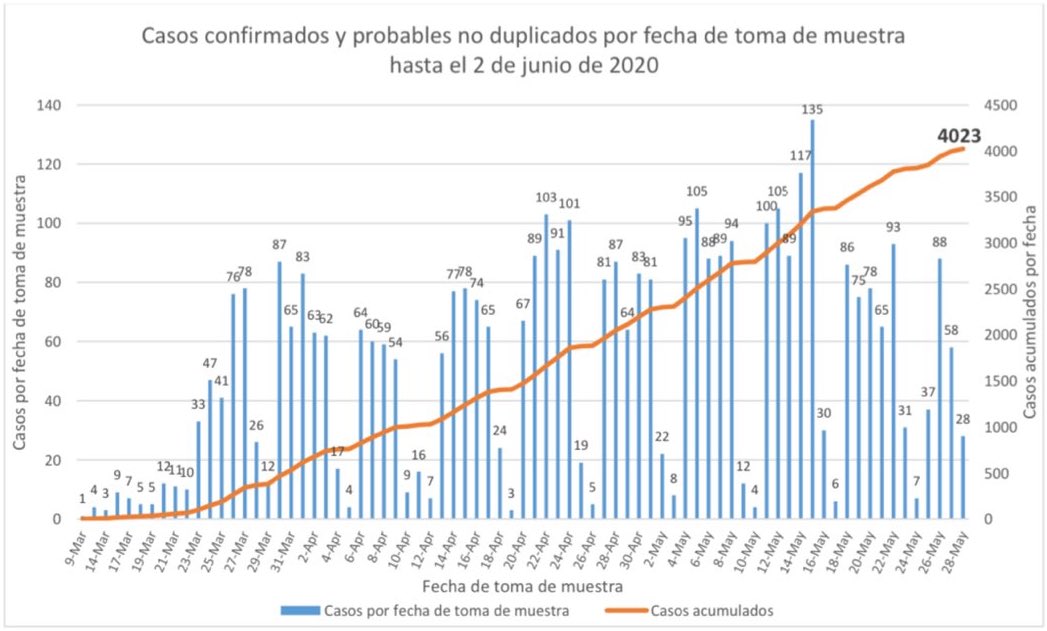 Casos confirmados y probables no duplicados por fecha de toma de muestra
hasta el 2 de junio de 2020
Casos por fecha de toma de muestra
140
120
100
80
60
40
20
0
1 4 3 9 7 5 5 12 11 10 33 47 41 76 78 26 12 87 65 83 63 62 17 4 64 60 59 54 9 16 7 56 77 78 74 65 24 3 67 89 103 91 101 19 5 81 87 64 83 81 22 8 95 105 88 89 94 12 4 100 105 89 117 135 30 6 86 75 78 65 93 31 7 37 88 58 28
4023
4500
4000
3500
3000
2500
2000
1500
1000
500
0
Casos acumulados por fecha
9-Mar 14-Mar 17-Mar 19-Mar 21-Mar 23-Mar 25-Mar 27-Mar 29-Mar 31-Mar 2-Apr 4-Apr 6-Apr 8-Apr 10-Apr 12-Apr 14-Apr 16-Apr 18-Apr 20-Apr 22-Apr 24-Apr 26-Apr 28-Apr 30-Apr 2-May 4-May 6-May 8-May 10-May 12-May 14-May 16-May 18-May 20-May 22-May 24-May 26-May 28-May
Fecha de toma de muestra
Casos por fecha de toma de muestra
Casos acumulados